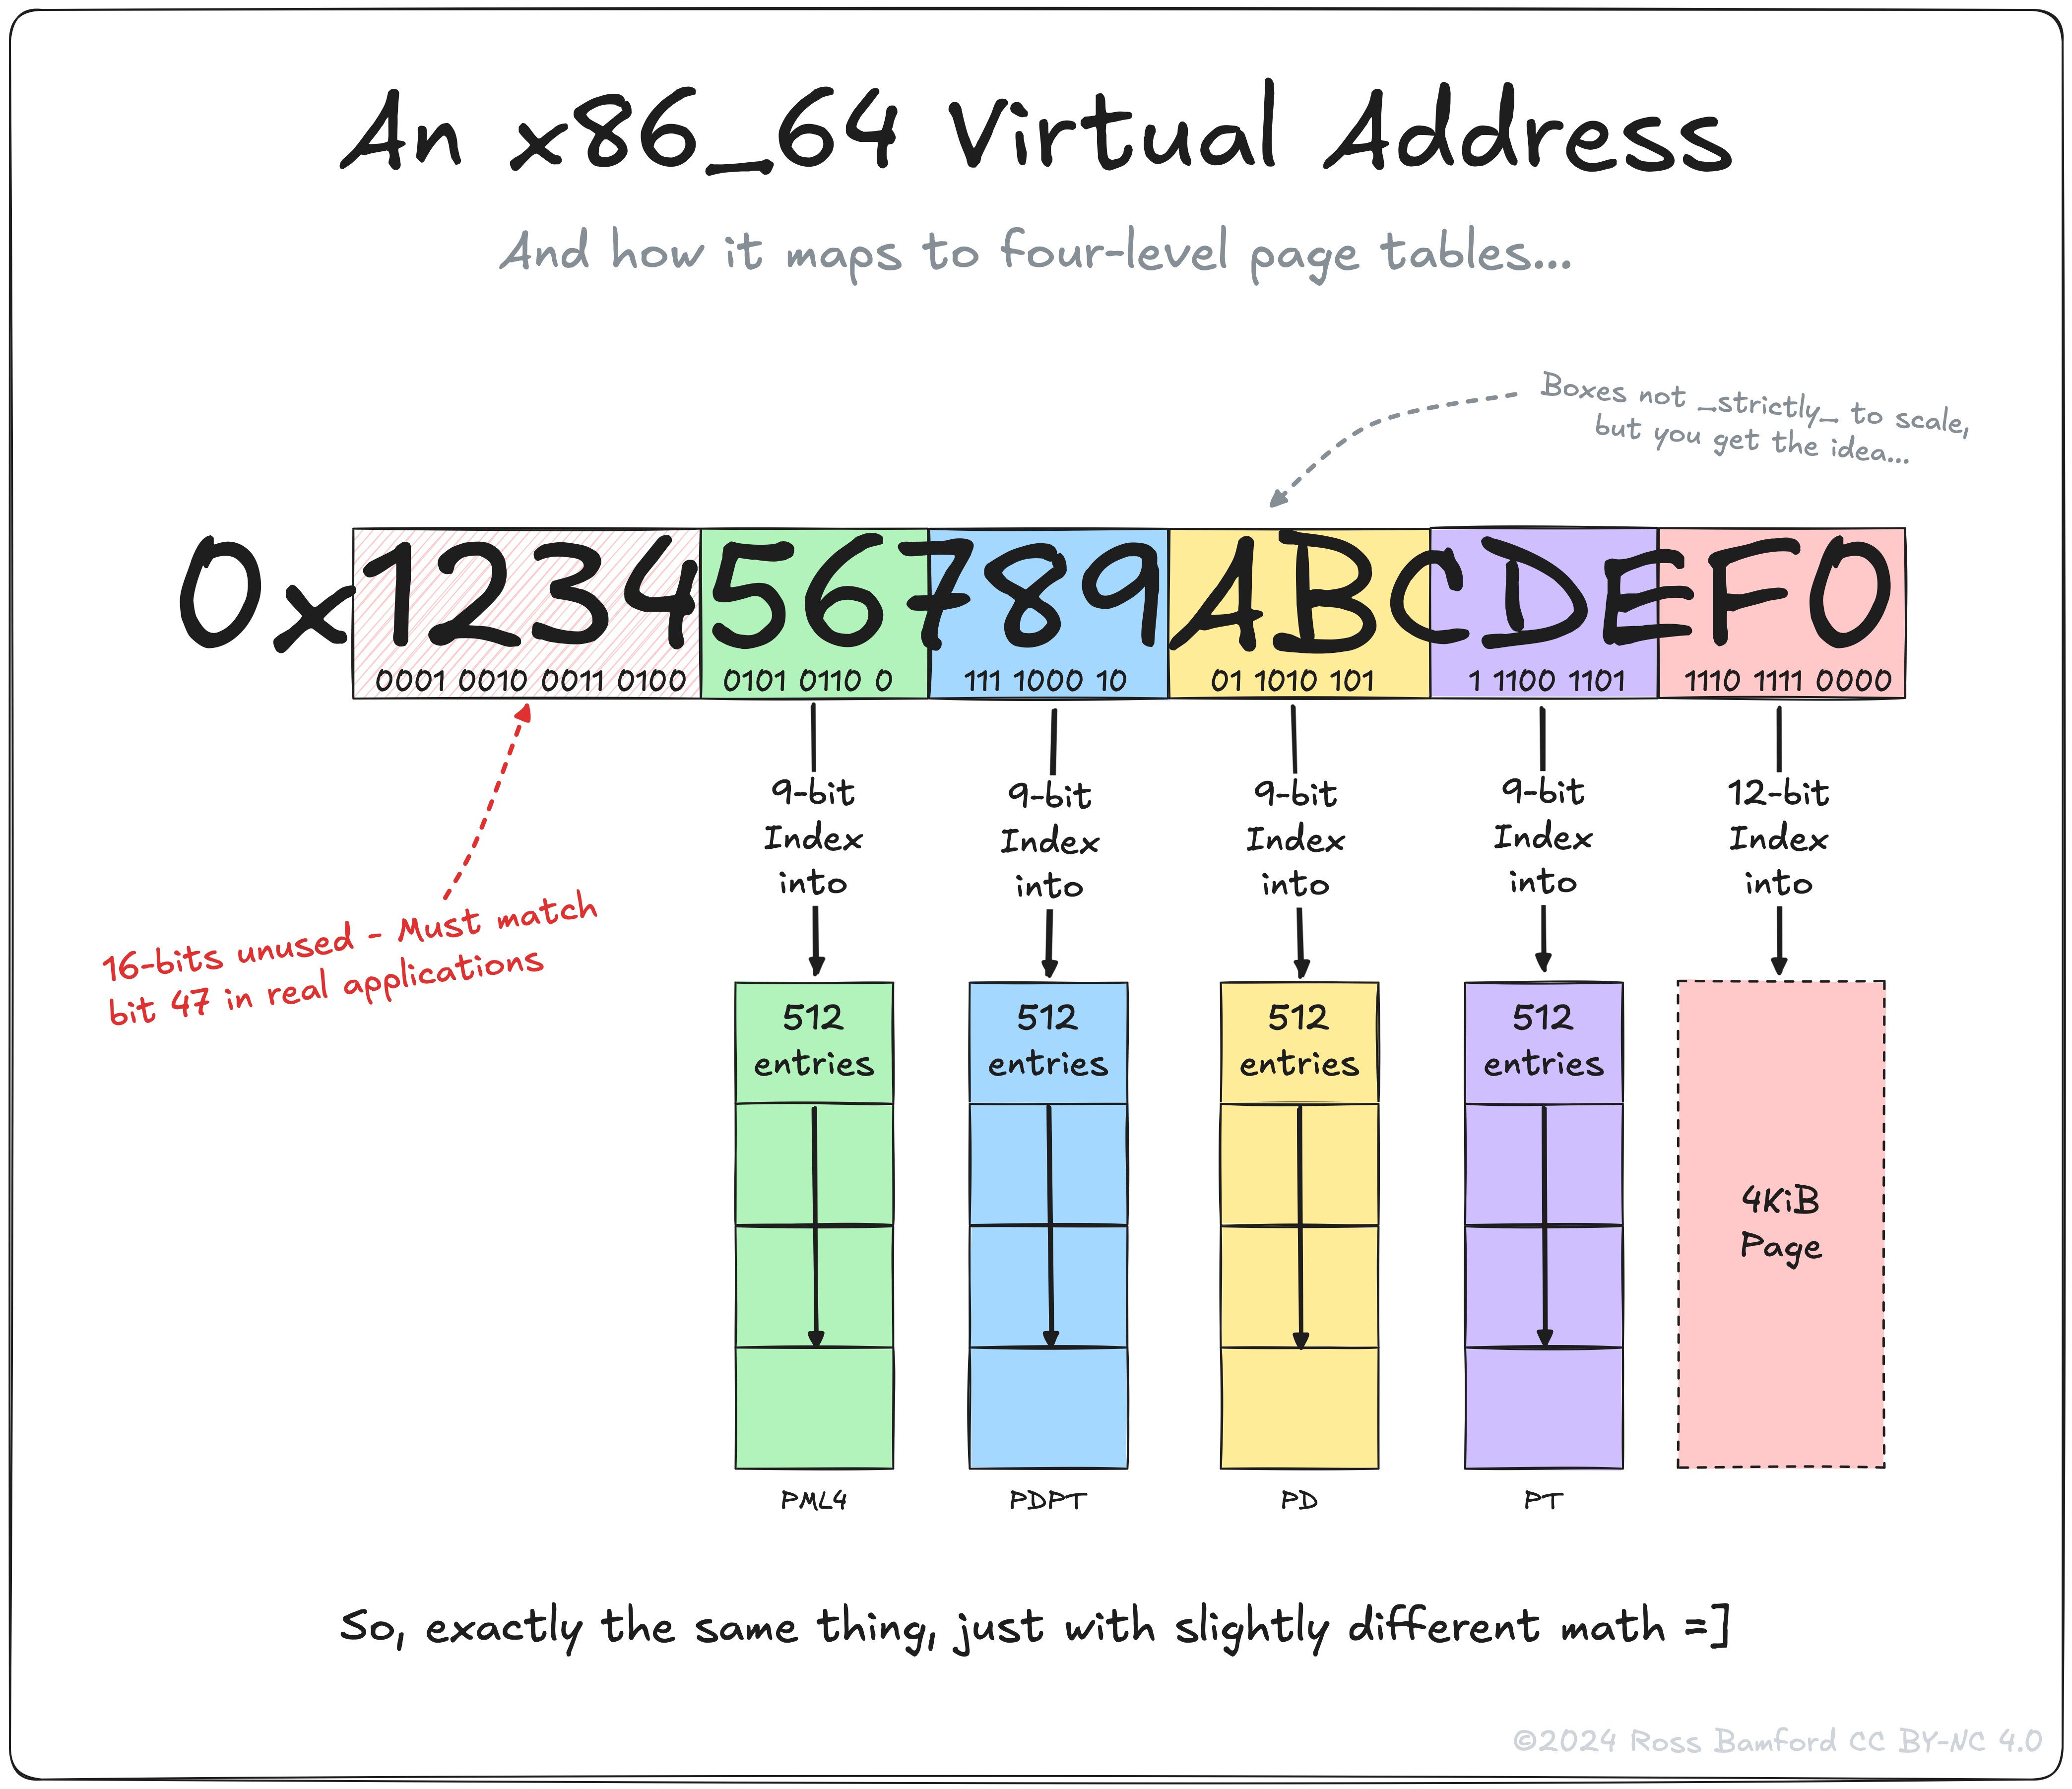 An x86_64 Virtual Address
And how it maps to four-level page tables...
Boxes not _strictly_ to scale,
but you get the idea...
0x123456789ABCDEF0
0001 0010 0011 0100 0101 0110 0 111 1000 10 01 1010 101 1 1100 1101 1110 1111 0000
9-bit
Index
into
9-bit
Index
into
9-bit
Index
into
9-bit
Index
into
12-bit
Index
into
16-bits unused - Must match
bit 47 in real applications
512
entries
512
entries
512
entries
512
entries
4KiB
Page
PML4
PDPT
PD
PT
So, exactly the same thing, just with slightly different math =]
©2024 Ross Bamford CC BY-NC 4.0